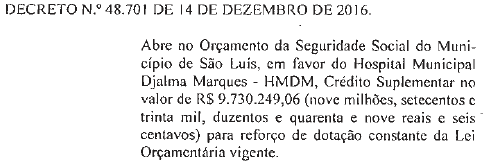 DECRETO N.º 48.701 DE 14 DE DEZEMBRO DE 2016.
Abre no Orçamento da Seguridade Social do Muni-
cípio de São Luís, em favor do Hospital Municipal
Djalma Marques - HMDM, Crédito Suplementar no
valor de R$ 9.730.249,06 (nove milhões, setecentos e
trinta mil, duzentos e quarenta e nove reais e seis
centavos) para reforço de dotação constante da Lei
Orçamentária vigente.